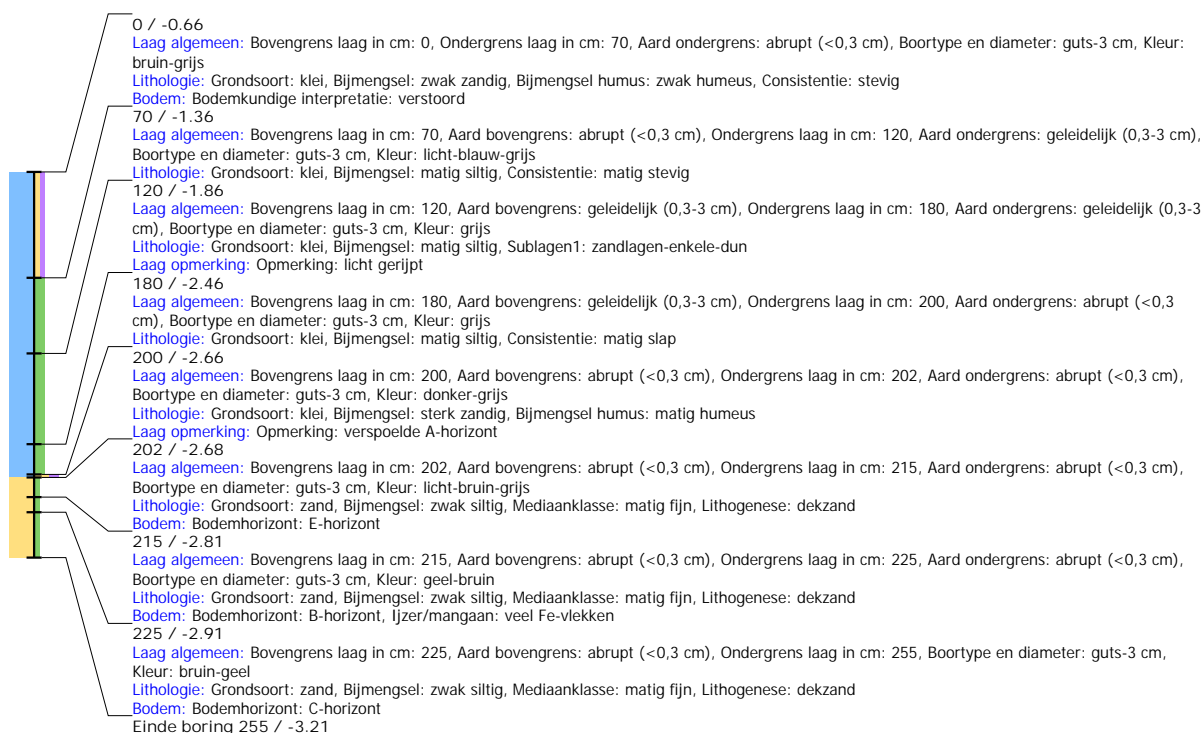 0 / -0.66
Laag algemeen: Bovengrens laag in cm: 0, Ondergrens laag in cm: 70, Aard ondergrens: abrupt (<0,3 cm), Boortype en diameter: guts-3 cm, Kleur:
bruin-grijs
Lithologie: Grondsoort: klei, Bijmengsel: zwak zandig, Bijmengsel humus: zwak humeus, Consistentie: stevig
Bodem: Bodemkundige interpretatie: verstoord
70 / -1.36
Laag algemeen: Bovengrens laag in cm: 70, Aard bovengrens: abrupt (<0,3 cm), Ondergrens laag in cm: 120, Aard ondergrens: geleidelijk (0,3-3 cm),
Boortype en diameter: guts-3 cm, Kleur: licht-blauw-grijs
Lithologie: Grondsoort: klei, Bijmengsel: matig siltig, Consistentie: matig stevig
120 / -1.86
Laag algemeen: Bovengrens laag in cm: 120, Aard bovengrens: geleidelijk (0,3-3 cm), Ondergrens laag in cm: 180, Aard ondergrens: geleidelijk (0,3-3
cm), Boortype en diameter: guts-3 cm, Kleur: grijs
Lithologie: Grondsoort: klei, Bijmengsel: matig siltig, Sublagen1: zandlagen-enkele-dun
Laag opmerking: Opmerking: licht gerijpt
180 / -2.46
Laag algemeen: Bovengrens laag in cm: 180, Aard bovengrens: geleidelijk (0,3-3 cm), Ondergrens laag in cm: 200, Aard ondergrens: abrupt (<0,3
cm), Boortype en diameter: guts-3 cm, Kleur: grijs
Lithologie: Grondsoort: klei, Bijmengsel: matig siltig, Consistentie: matig slap
200 / -2.66
Laag algemeen: Bovengrens laag in cm: 200, Aard bovengrens: abrupt (<0,3 cm), Ondergrens laag in cm: 202, Aard ondergrens: abrupt (<0,3 cm),
Boortype en diameter: guts-3 cm, Kleur: donker-grijs
Lithologie: Grondsoort: klei, Bijmengsel: sterk zandig, Bijmengsel humus: matig humeus
Laag opmerking: Opmerking: verspoelde A-horizont
202 / -2.68
Laag algemeen: Bovengrens laag in cm: 202, Aard bovengrens: abrupt (<0,3 cm), Ondergrens laag in cm: 215, Aard ondergrens: abrupt (<0,3 cm),
Boortype en diameter: guts-3 cm, Kleur: licht-bruin-grijs
Lithologie: Grondsoort: zand, Bijmengsel: zwak siltig, Mediaanklasse: matig fijn, Lithogenese: dekzand
Bodem: Bodemhorizont: E-horizont
215 / -2.81
Laag algemeen: Bovengrens laag in cm: 215, Aard bovengrens: abrupt (<0,3 cm), Ondergrens laag in cm: 225, Aard ondergrens: abrupt (<0,3 cm),
Boortype en diameter: guts-3 cm, Kleur: geel-bruin
Lithologie: Grondsoort: zand, Bijmengsel: zwak siltig, Mediaanklasse: matig fijn, Lithogenese: dekzand
Bodem: Bodemhorizont: B-horizont, Ijzer/mangaan: veel Fe-vlekken
225 / -2.91
Laag algemeen: Bovengrens laag in cm: 225, Aard bovengrens: abrupt (<0,3 cm), Ondergrens laag in cm: 255, Boortype en diameter: guts-3 cm,
Kleur: bruin-geel
Lithologie: Grondsoort: zand, Bijmengsel: zwak siltig, Mediaanklasse: matig fijn, Lithogenese: dekzand
Bodem: Bodemhorizont: C-horizont
Einde boring 255 / -3.21